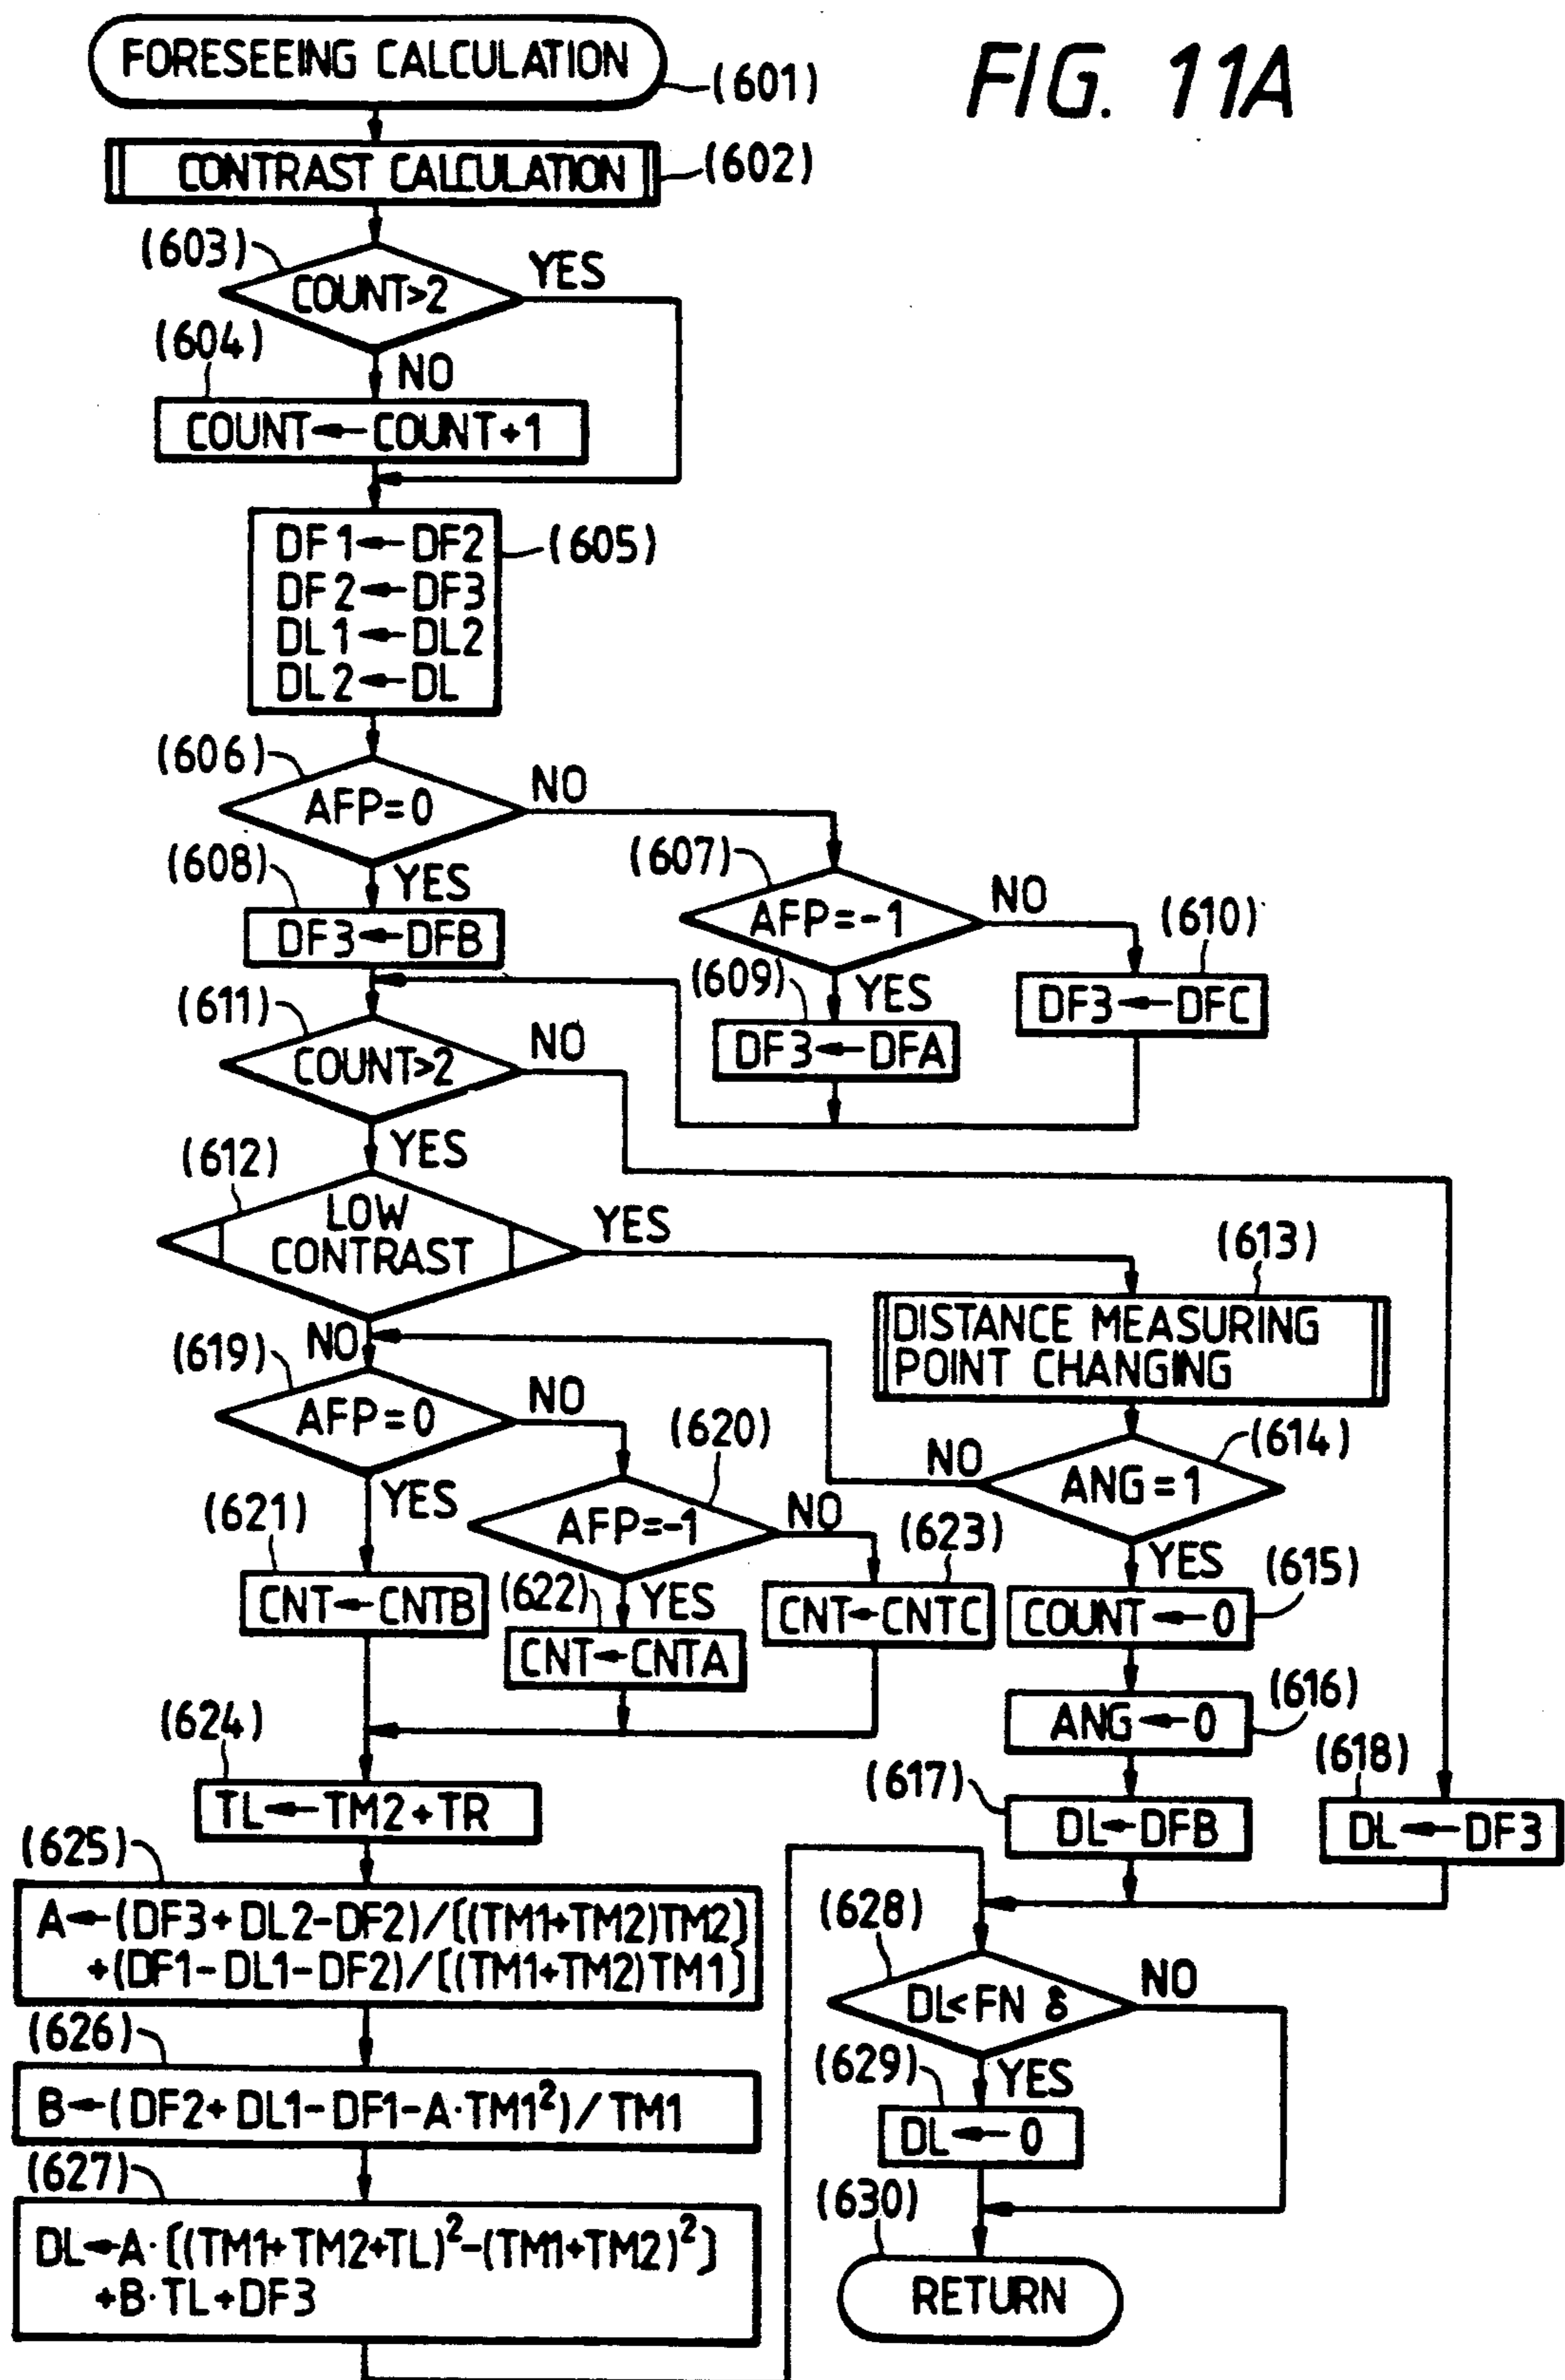 FIG. 11A
FORESEEING CALCULATION
(601)
CONTRAST CALCULATION
(602)
(603)
COUNT>2
YES
(604)
NO
COUNT←COUNT+1
DF1←DF2
DF2←DF3
DL1←DL2
DL2←DL
(605)
(606)
AFP=0
NO
(607)
(608)
YES
DF3←DFB
AFP=-1
NO
(610)
(609)
YES
DF3←DFC
DF3←DFA
(611)
COUNT>2
NO
YES
(612)
LOW
CONTRAST
YES
(613)
DISTANCE MEASURING
POINT CHANGING
NO
(619)
AFP=0
NO
(620)
(614)
NO
ANG=1
YES
(621)
AFP=-1
NO
(623)
YES
(615)
CNT←CNTB
(622)
YES
CNT←CNTC
COUNT←0
CNT←CNTA
(616)
ANG←0
(624)
(618)
(617)
TL←TM2+TR
DL←DFB
DL←DF3
(625)
A←(DF3+DL2-DF2)/[(TM1+TM2)TM2]
+(DF1-DL1-DF2)/[(TM1+TM2)TM1]
(628)
DL<FN δ
NO
(626)
B←(DF2+DL1-DF1-A·TM1²)/TM1
(629)
YES
DL←0
(627)
DL←A·[(TM1+TM2+TL)²-(TM1+TM2)²]
+B·TL+DF3
(630)
RETURN